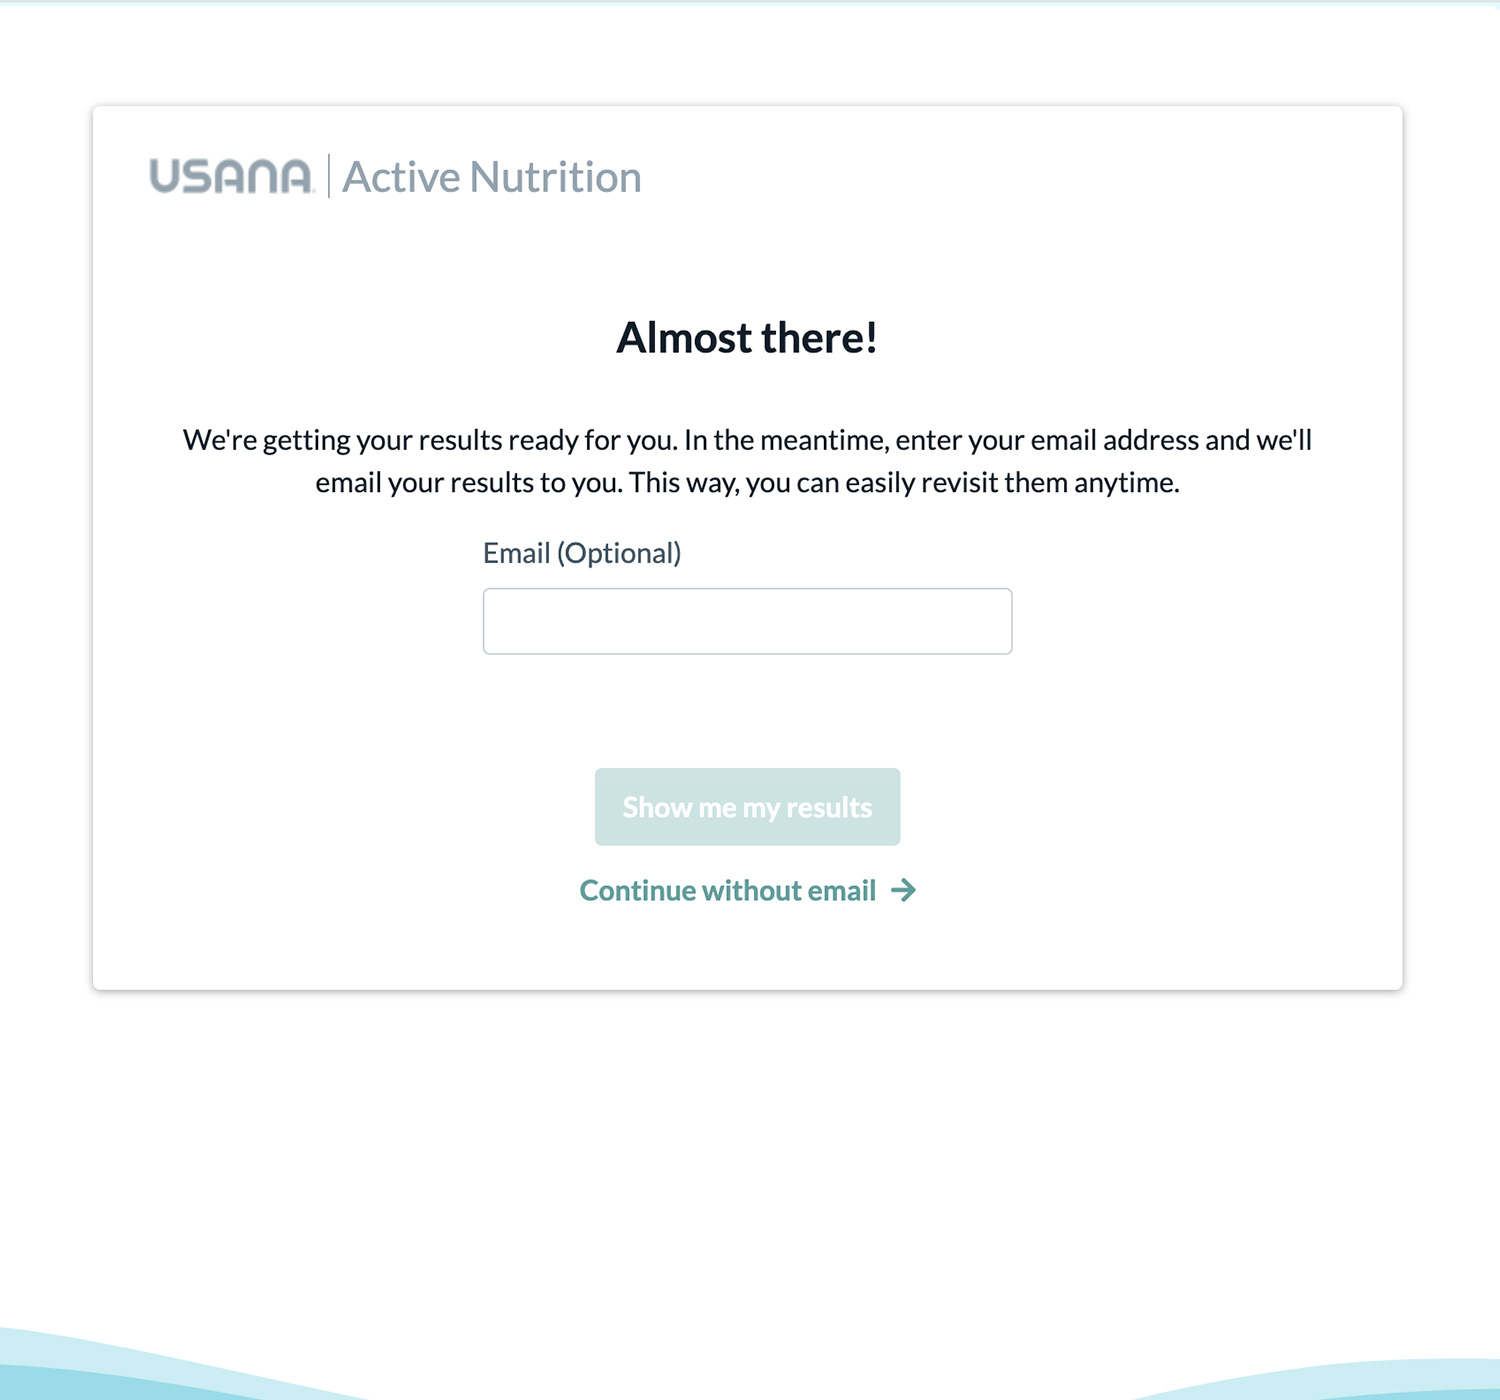 USANA | Active Nutrition
Almost there!
We're getting your results ready for you. In the meantime, enter your email address and we'll
email your results to you. This way, you can easily revisit them anytime.
Email (Optional)
Show me my results
Continue without email →